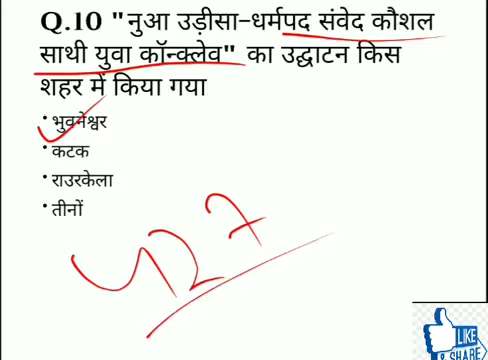 Q.10 "नुआ उड़ीसा-धर्मपद संवेद कौशल
साथी युवा कॉन्क्लेव" का उद्घाटन किस
शहर में किया गया
• भुवनेश्वर
• कटक
• राउरकेला
• तीनों
LIKE
& SHARE